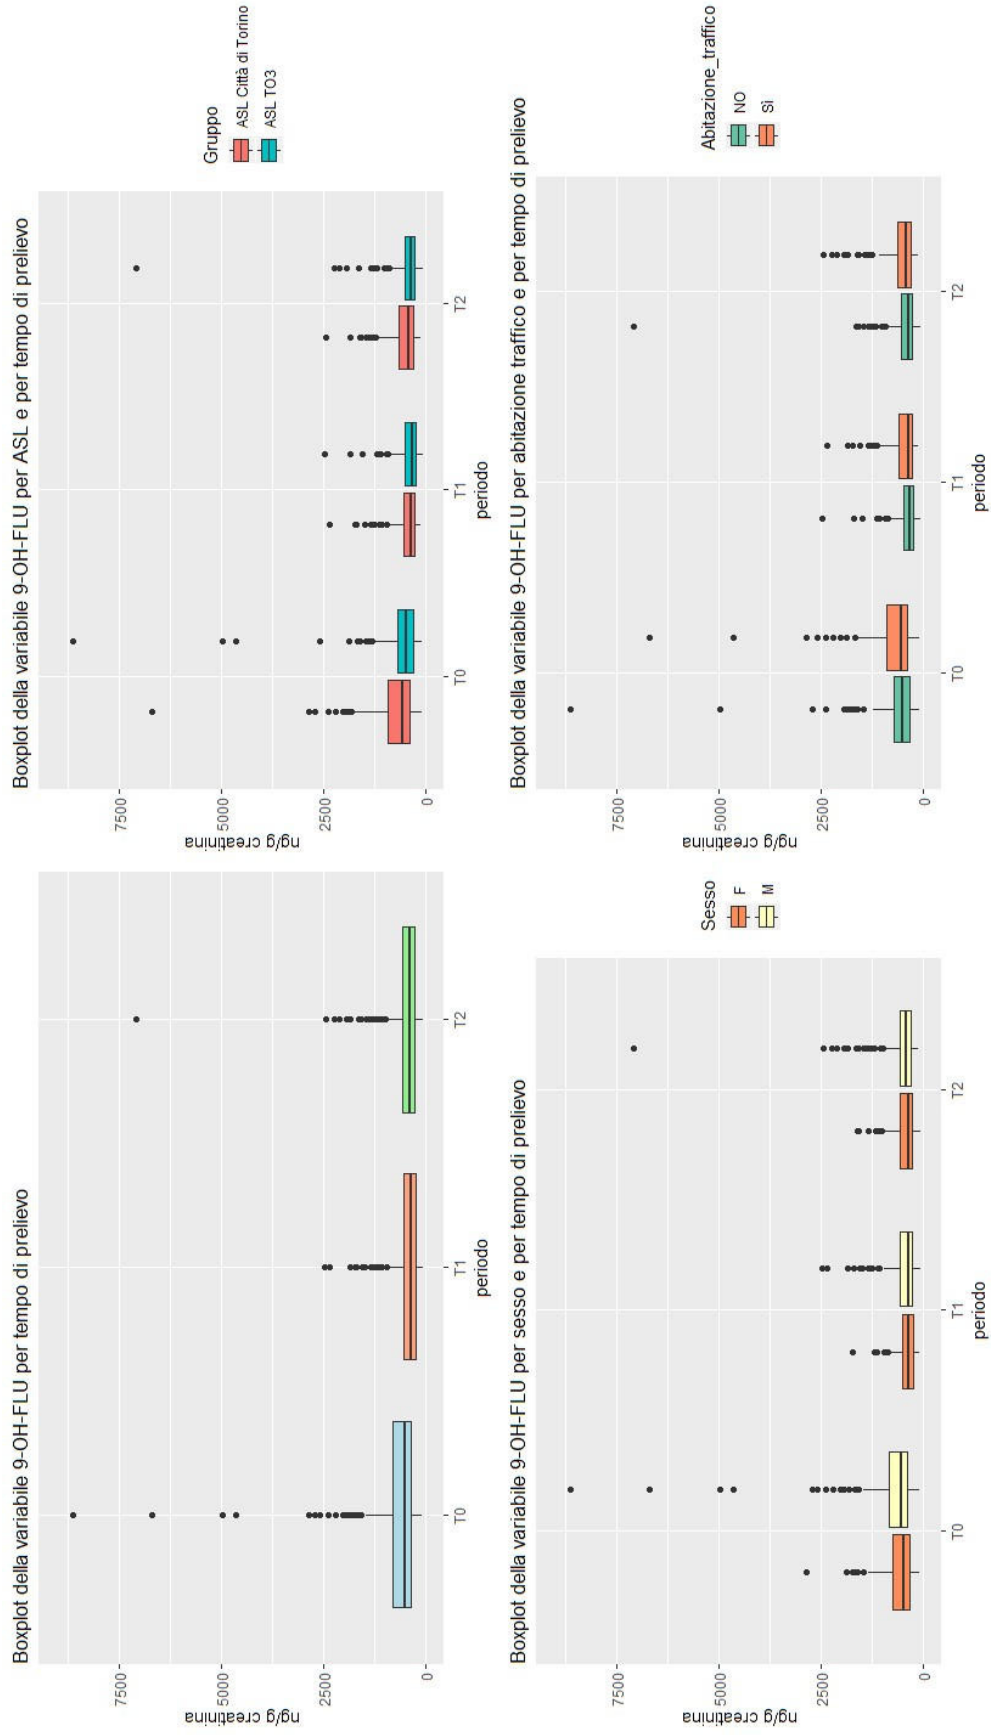 Boxplot della variabile 9-OH-FLU per tempo di prelievo
7500
5000
2500
0
ng/g creatinina
T0
T1
T2
periodo
Boxplot della variabile 9-OH-FLU per ASL e per tempo di prelievo
7500
5000
2500
0
ng/g creatinina
T0
T1
T2
periodo
Gruppo
ASL Città di Torino
ASL TO3
Boxplot della variabile 9-OH-FLU per sesso e per tempo di prelievo
7500
5000
2500
0
ng/g creatinina
T0
T1
T2
periodo
Sesso
F
M
Boxplot della variabile 9-OH-FLU per abitazione traffico e per tempo di prelievo
7500
5000
2500
0
ng/g creatinina
T0
T1
T2
periodo
Abitazione_traffico
NO
Sì